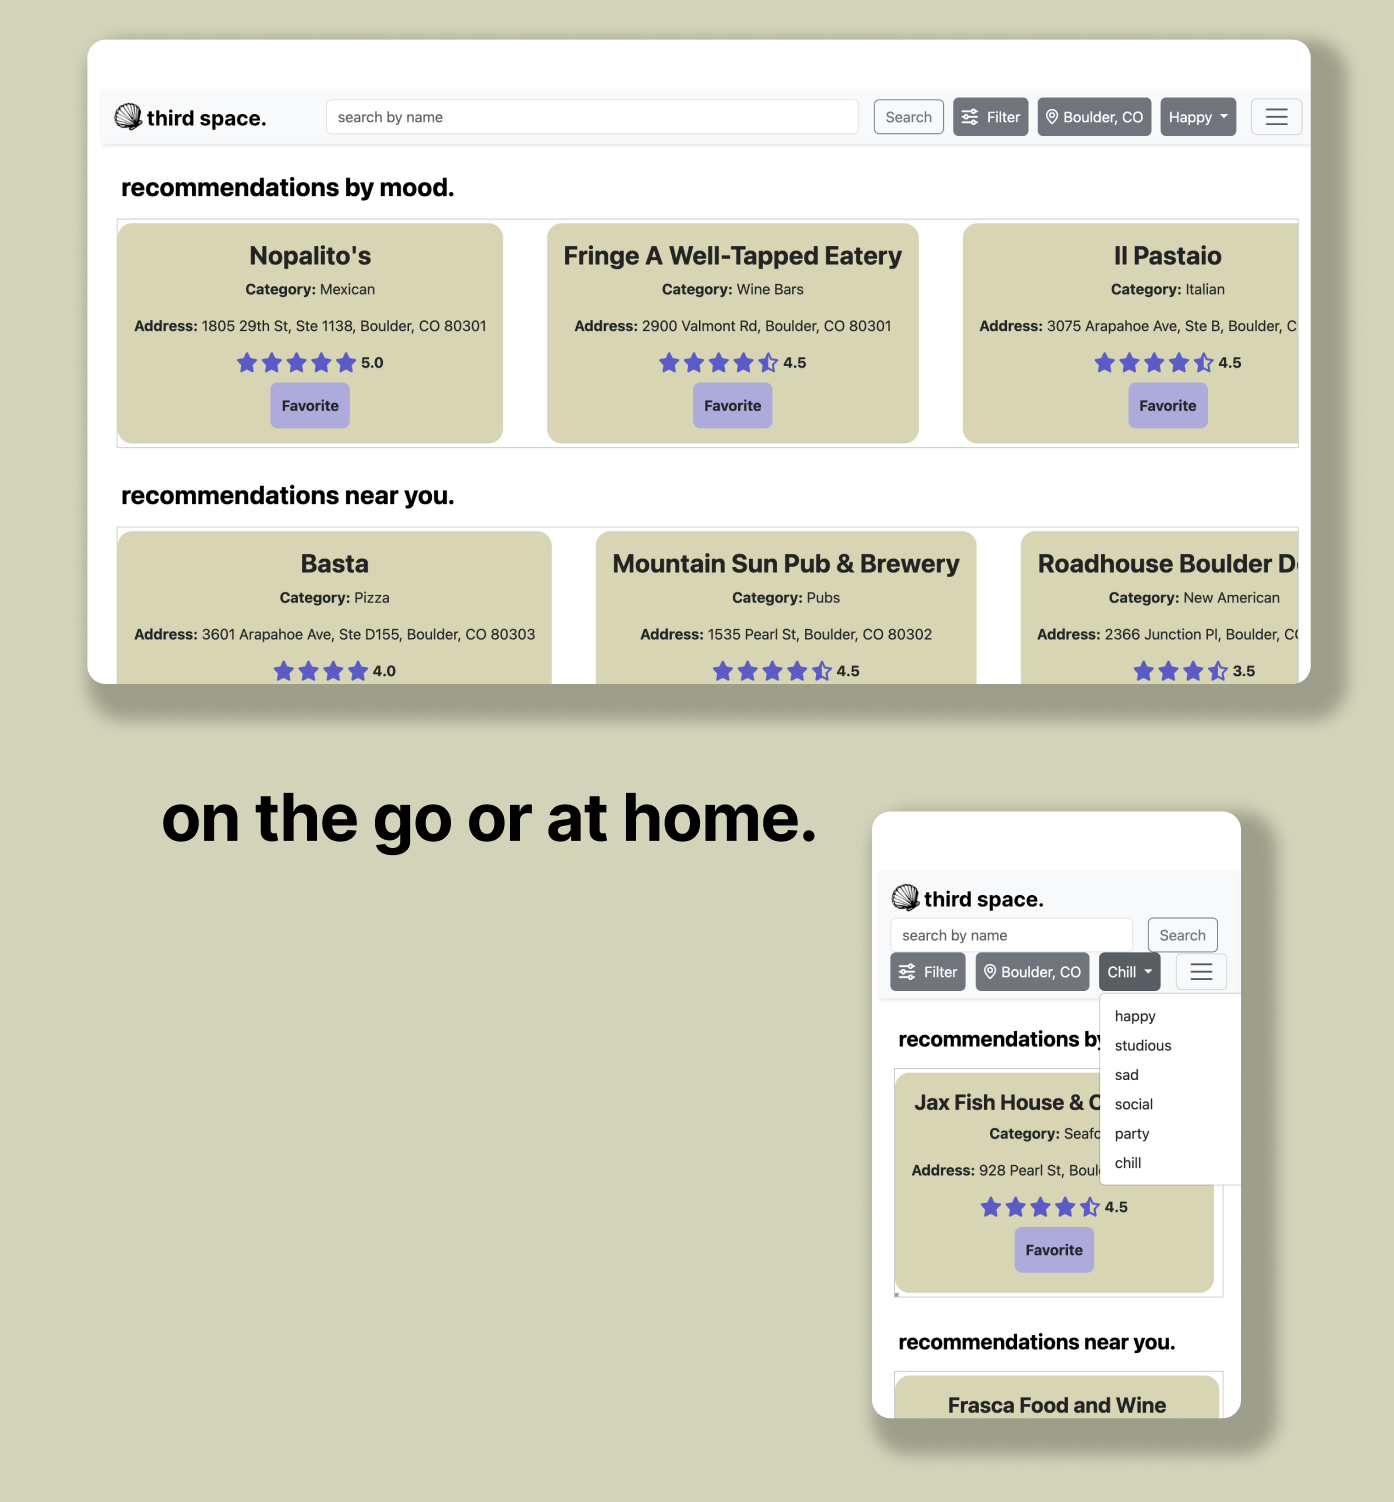 third space.
search by name
Search
Filter
Boulder, CO
Happy
recommendations by mood.
Nopalito's
Category: Mexican
Address: 1805 29th St, Ste 1138, Boulder, CO 80301
5.0
Favorite
Fringe A Well-Tapped Eatery
Category: Wine Bars
Address: 2900 Valmont Rd, Boulder, CO 80301
4.5
Favorite
Il Pastaio
Category: Italian
Address: 3075 Arapahoe Ave, Ste B, Boulder, C
4.5
Favorite
recommendations near you.
Basta
Category: Pizza
Address: 3601 Arapahoe Ave, Ste D155, Boulder, CO 80303
4.0
Mountain Sun Pub & Brewery
Category: Pubs
Address: 1535 Pearl St, Boulder, CO 80302
4.5
Roadhouse Boulder D
Category: New American
Address: 2366 Junction Pl, Boulder, CO
3.5
on the go or at home.
third space.
search by name
Search
Filter
Boulder, CO
Chill
happy
studious
sad
social
party
chill
recommendations by
Jax Fish House &
Category: Seafo
Address: 928 Pearl St, Boul
4.5
Favorite
recommendations near you.
Frasca Food and Wine